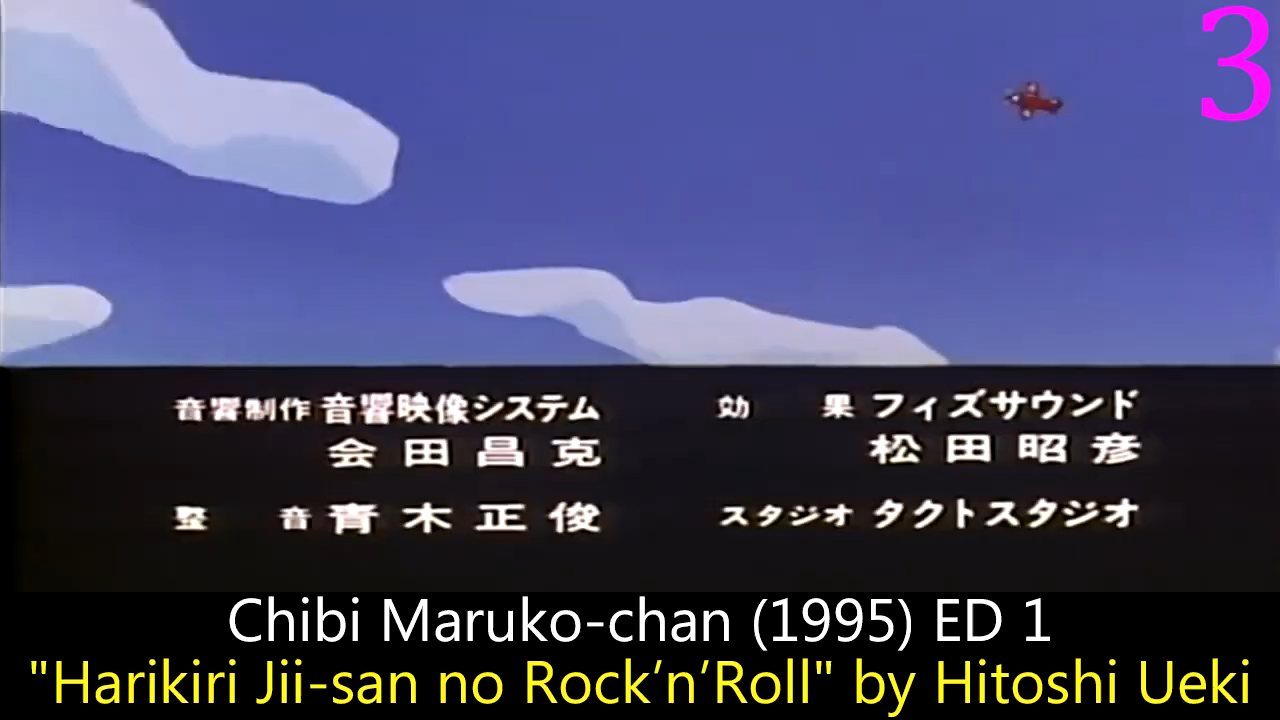 3
音響制作 音響映像システム
会田昌克
整 音 青木正俊
効 果 フィズサウンド
松田昭彦
スタジオ タクトスタジオ
Chibi Maruko-chan (1995) ED 1
"Harikiri Jii-san no Rock’n’Roll" by Hitoshi Ueki